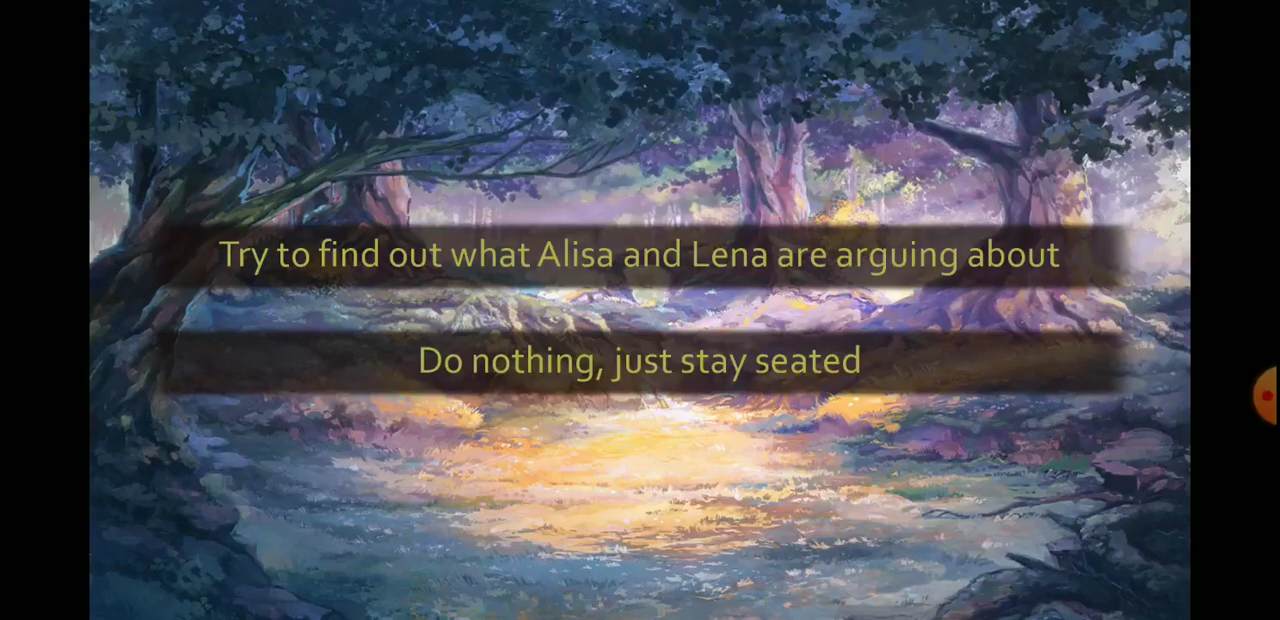 Try to find out what Alisa and Lena are arguing about
Do nothing, just stay seated